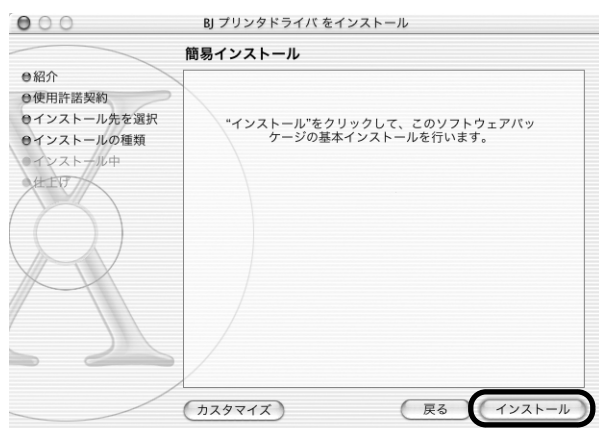 BJ プリンタドライバ をインストール
簡易インストール
紹介
使用許諾契約
インストール先を選択
インストールの種類
インストール中
仕上げ
“インストール”をクリックして、このソフトウェアパッ
ケージの基本インストールを行います。
カスタマイズ
戻る
インストール